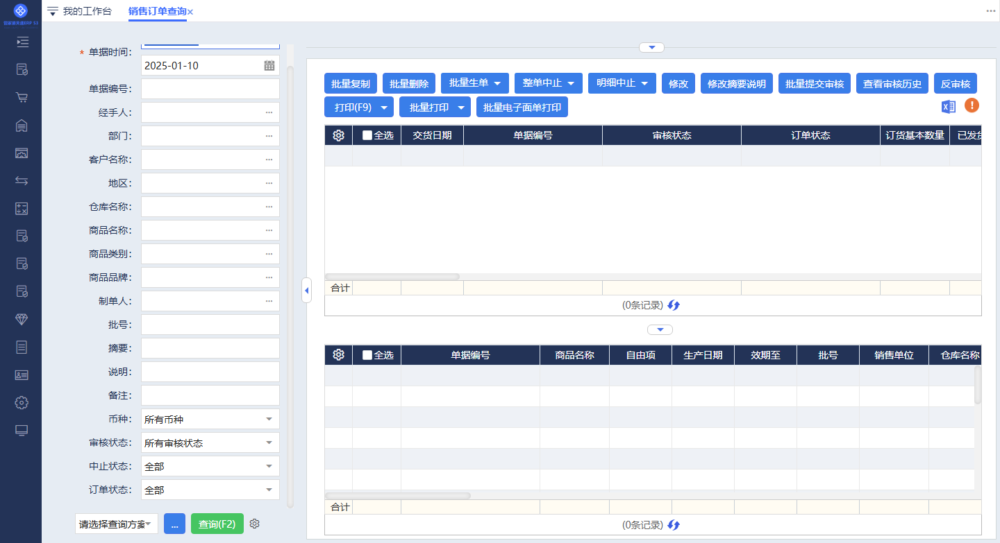 我的工作台
销售订单查询×
单据时间：
2025-01-10
单据编号：
经手人：
部门：
客户名称：
地区：
仓库名称：
商品名称：
商品类别：
商品品牌：
制单人：
批号：
摘要：
说明：
备注：
币种： 所有币种
审核状态： 所有审核状态
中止状态： 全部
订单状态： 全部
请选择查询方案 ... 查询(F2)
批量复制 批量删除 批量生单 整单中止 明细中止 修改 修改摘要说明 批量提交审核 查看审核历史 反审核
打印(F9) 批量打印 批量电子面单打印
全选 交货日期 单据编号 审核状态 订单状态 订货基本数量 已发
合计
(0条记录)
全选 单据编号 商品名称 自由项 生产日期 效期至 批号 销售单位 仓库名称
合计
(0条记录)